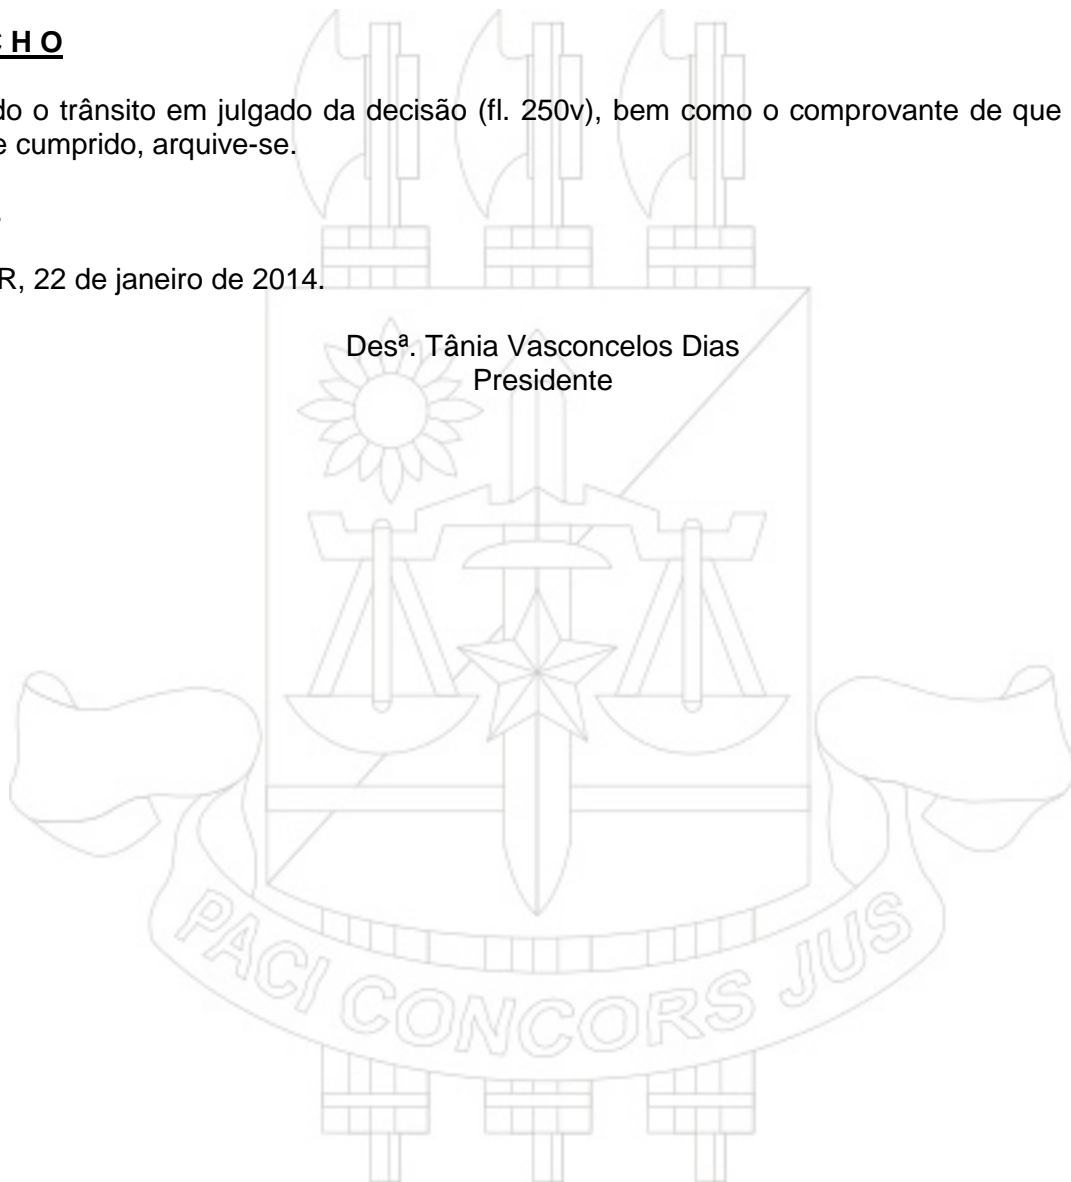 C H O
do o trânsito em julgado da decisão (fl. 250v), bem como o comprovante de que
e cumprido, arquive-se.
R, 22 de janeiro de 2014.
Desª. Tânia Vasconcelos Dias
Presidente
PACI CONCORS JUS